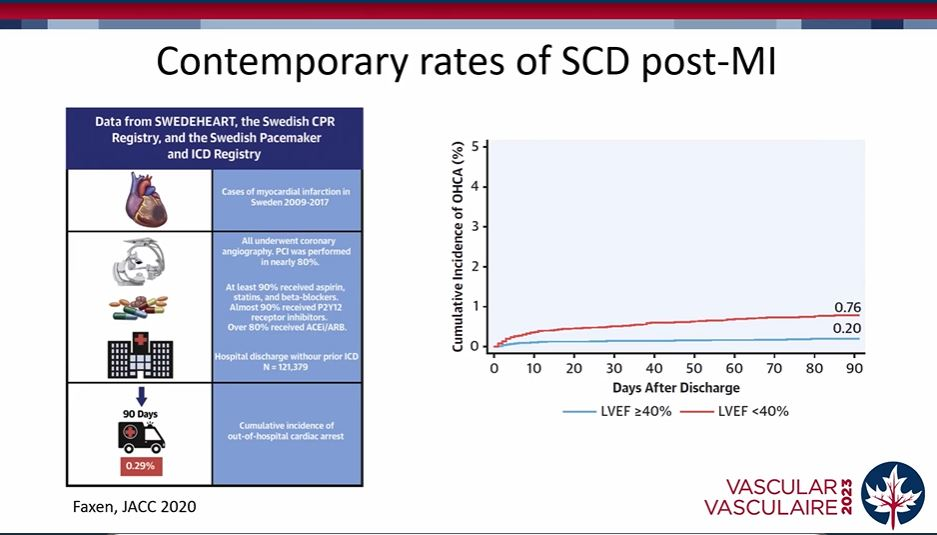 Contemporary rates of SCD post-MI
Data from SWEDEHEART, the Swedish CPR
Registry, and the Swedish Pacemaker
and ICD Registry
Cases of myocardial infarction in
Sweden 2009-2017
All underwent coronary
angiography. PCI was performed
in nearly 80%.
At least 90% received aspirin,
statins, and beta-blockers.
Almost 90% received P2Y12
receptor inhibitors.
Over 80% received ACEi/ARB.
Hospital discharge withour prior ICD
N = 121,379
90 Days
0.29%
Cumulative incidence of
out-of-hospital cardiac arrest
Faxen, JACC 2020
Cumulative Incidence of OHCA (%)
5
4
3
2
1
0
0.76
0.20
0 10 20 30 40 50 60 70 80 90
Days After Discharge
LVEF ≥40% LVEF <40%
VASCULAR
VASCULAIRE
2023